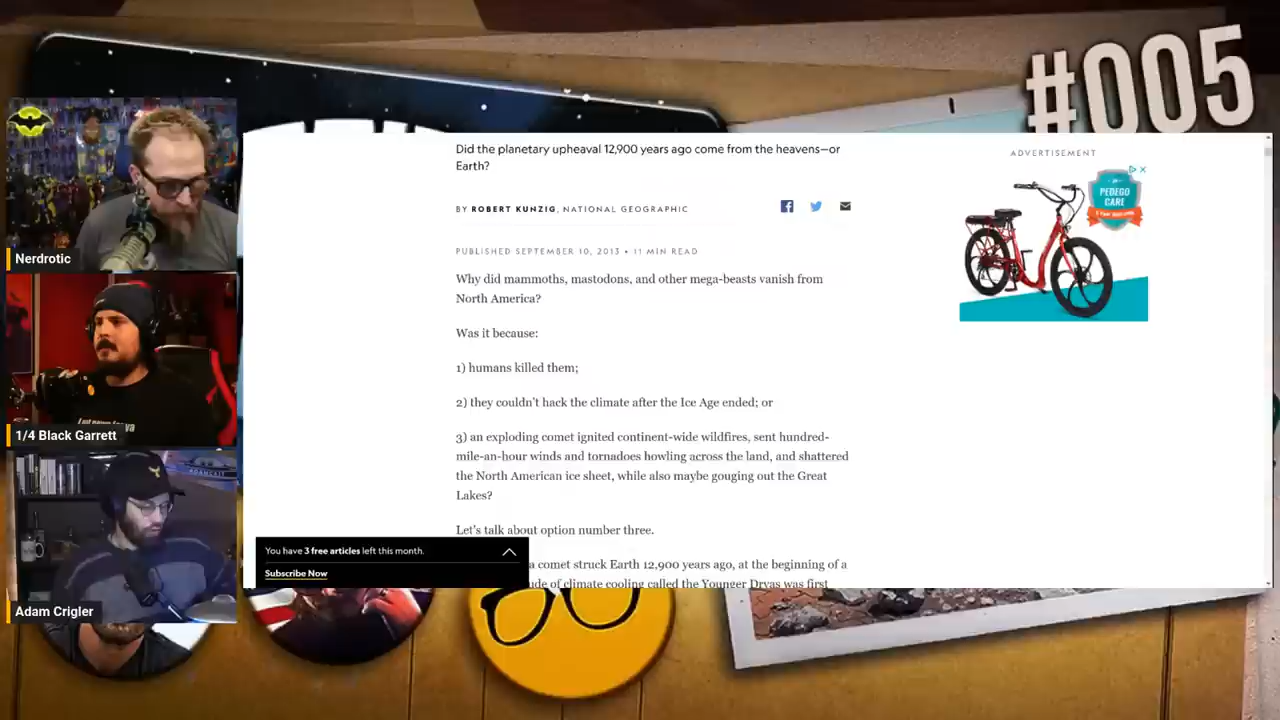 #005
Did the planetary upheaval 12,900 years ago come from the heavens—or
Earth?
BY ROBERT KUNZIG, NATIONAL GEOGRAPHIC
PUBLISHED SEPTEMBER 10, 2013 • 11 MIN READ
Why did mammoths, mastodons, and other mega-beasts vanish from
North America?
Was it because:
1) humans killed them;
2) they couldn't hack the climate after the Ice Age ended; or
3) an exploding comet ignited continent-wide wildfires, sent hundred-
mile-an-hour winds and tornadoes howling across the land, and shattered
the North American ice sheet, while also maybe gouging out the Great
Lakes?
Let's talk about option number three.
a comet struck Earth 12,900 years ago, at the beginning of a
of climate cooling called the Younger Dryas was first
You have 3 free articles left this month.
Subscribe Now
ADVERTISEMENT
PEDEGO
CARE
Nerdrotic
1/4 Black Garrett
Adam Crigler